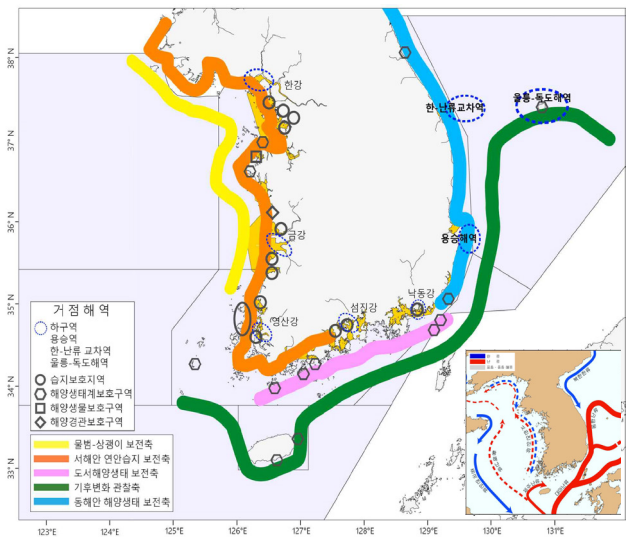 38°N
37°N
36°N
35°N
34°N
33°N
123°E
124°E
125°E
126°E
127°E
128°E
129°E
130°E
131°E
한강
한·난류교차역
울릉·독도해역
금강
용승해역
영산강
섬진강
낙동강
거점해역
하구역
용승역
한·난류 교차역
울릉·독도해역
습지보호지역
해양생태계보호구역
해양생물보호구역
해양경관보호구역
물범-상괭이 보전축
서해안 연안습지 보전축
도서해양생태 보전축
기후변화 관찰축
동해안 해양생태 보전축